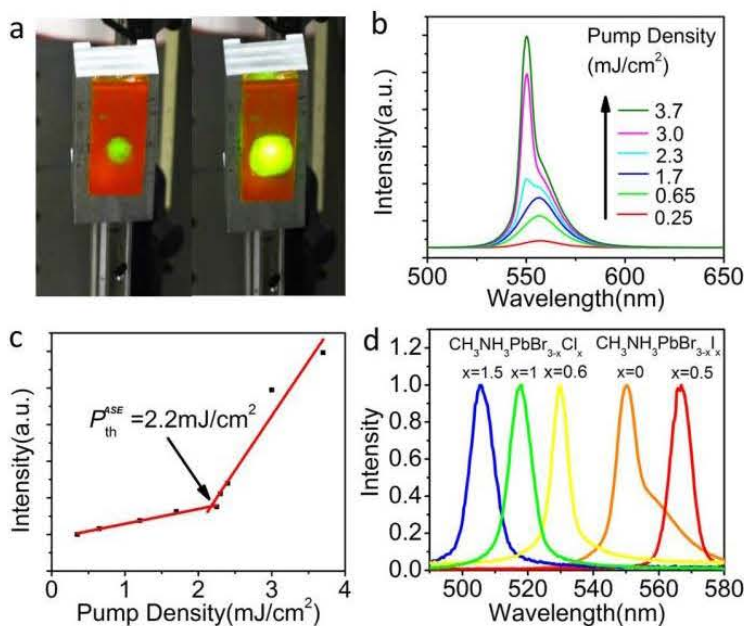 a
b
Pump Density
(mJ/cm²)
3.7
3.0
2.3
1.7
0.65
0.25
Intensity(a.u.)
500 550 600 650
Wavelength(nm)
c
P_th^ASE =2.2mJ/cm²
Intensity(a.u.)
0 1 2 3 4
Pump Density(mJ/cm²)
d
CH₃NH₃PbBr₃₋ₓClₓ CH₃NH₃PbBr₃₋ₓIₓ
x=1.5 x=1 x=0.6 x=0 x=0.5
1.2
1.0
0.8
0.6
0.4
0.2
0.0
Intensity
500 520 540 560 580
Wavelength(nm)